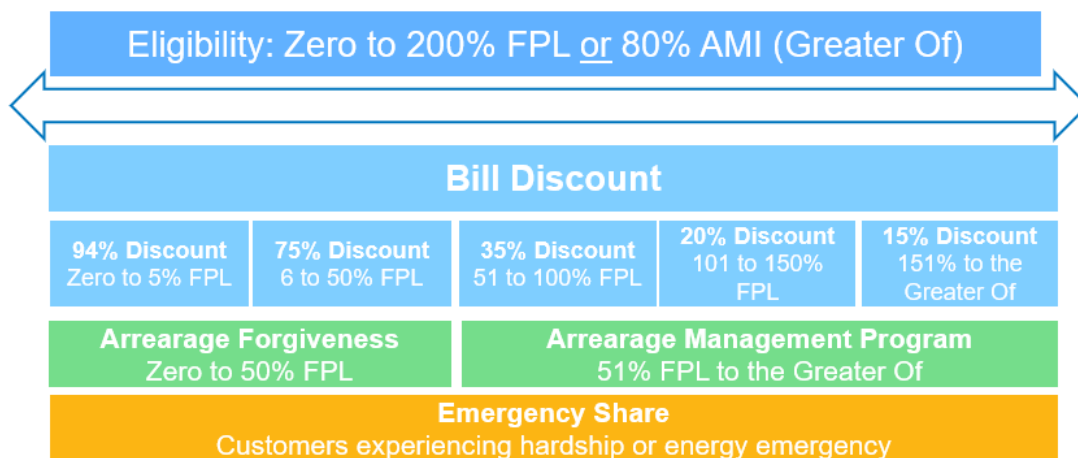 Eligibility: Zero to 200% FPL or 80% AMI (Greater Of)
Bill Discount
94% Discount
Zero to 5% FPL
75% Discount
6 to 50% FPL
35% Discount
51 to 100% FPL
20% Discount
101 to 150%
FPL
15% Discount
151% to the
Greater Of
Arrearage Forgiveness
Zero to 50% FPL
Arrearage Management Program
51% FPL to the Greater Of
Emergency Share
Customers experiencing hardship or energy emergency